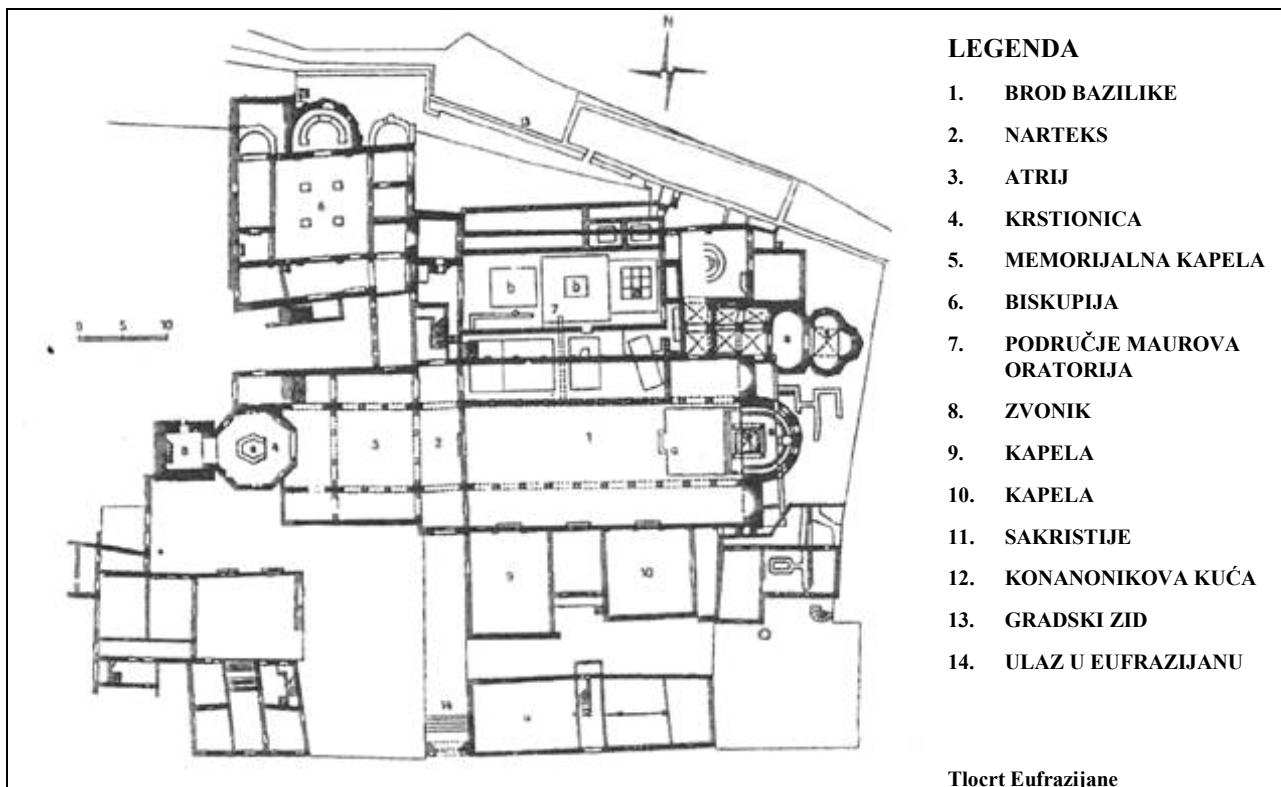 N
13
6
b
b
7
0 5 10
3
2
1
8
4
9
10
14
LEGENDA
1. BROD BAZILIKE
2. NARTEKS
3. ATRIJ
4. KRSTIONICA
5. MEMORIJALNA KAPELA
6. BISKUPIJA
7. PODRUČJE MAUROVA
ORATORIJA
8. ZVONIK
9. KAPELA
10. KAPELA
11. SAKRISTIJE
12. KONANONIKOVA KUĆA
13. GRADSKI ZID
14. ULAZ U EUFRAZIJANU
Tlocrt Eufrazijane